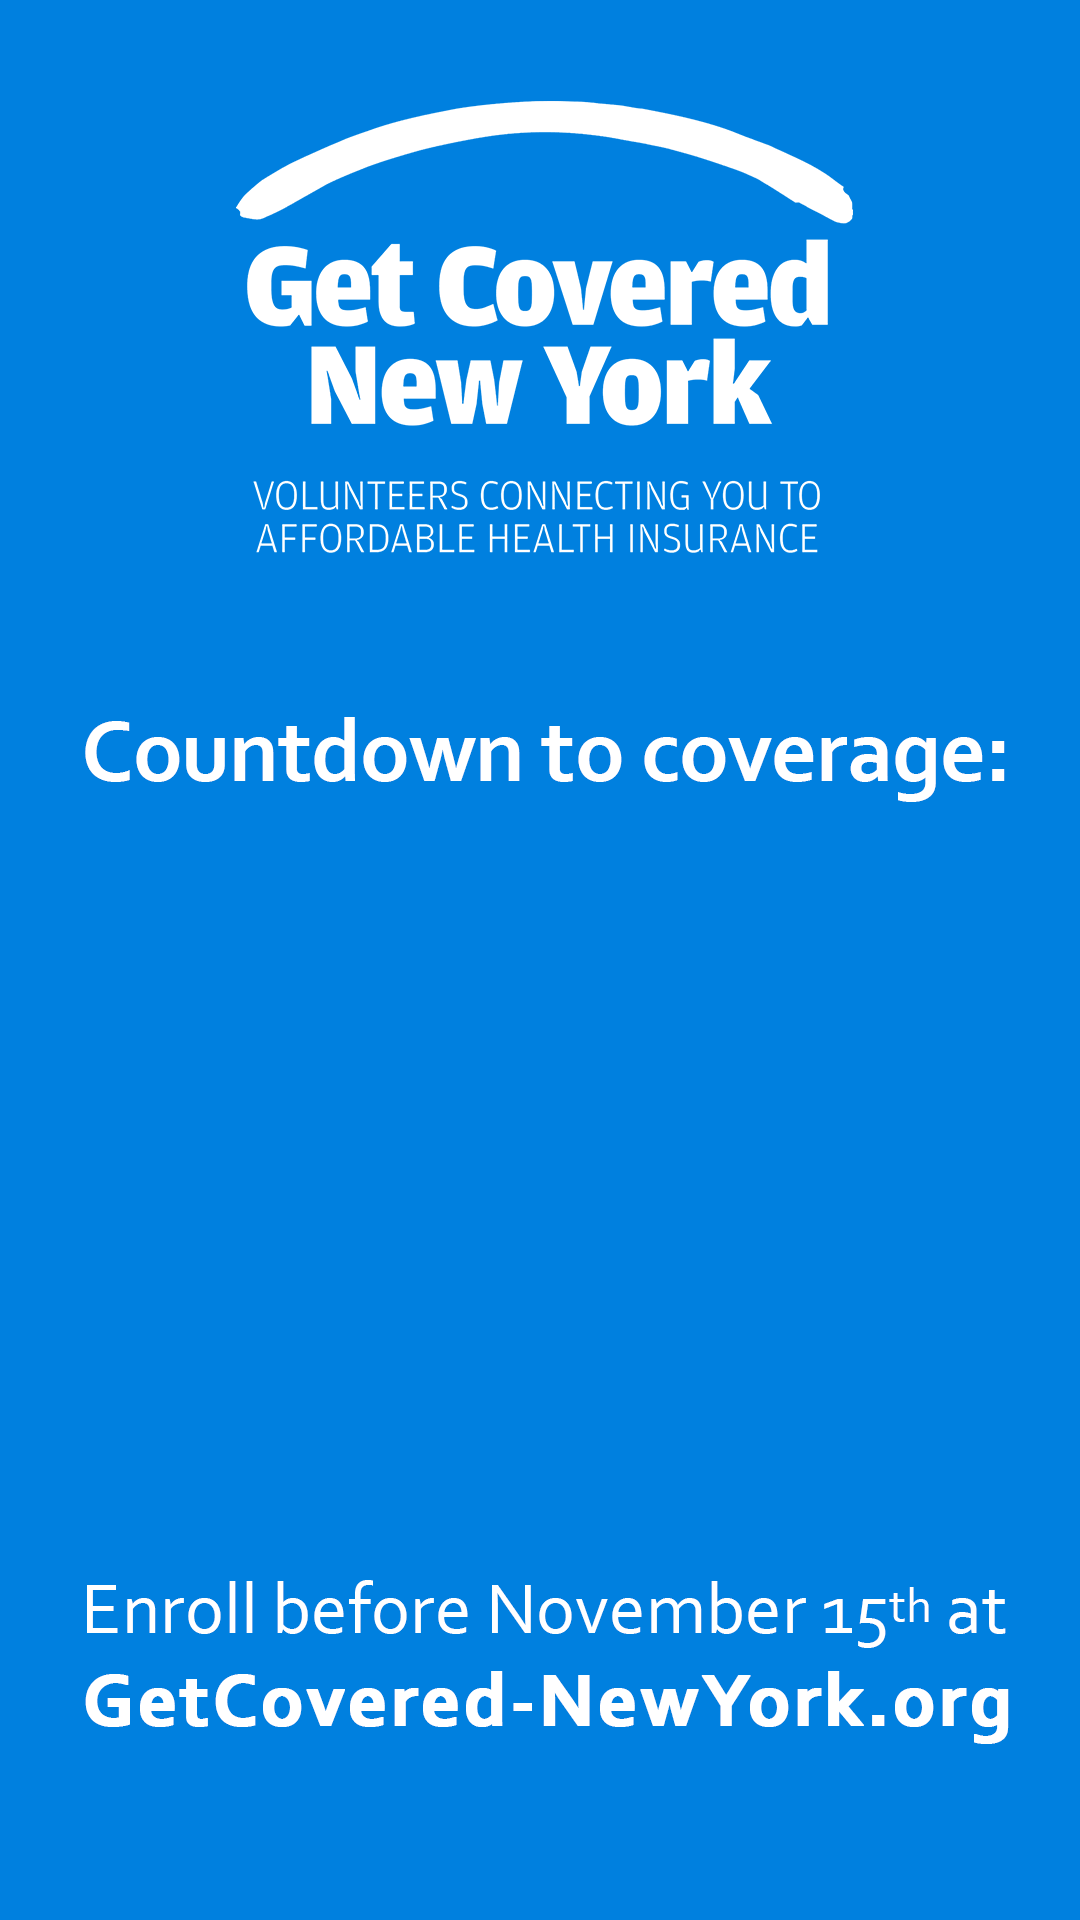 Get Covered
New York
VOLUNTEERS CONNECTING YOU TO
AFFORDABLE HEALTH INSURANCE
Countdown to coverage:
Enroll before November 15th at
GetCovered-NewYork.org